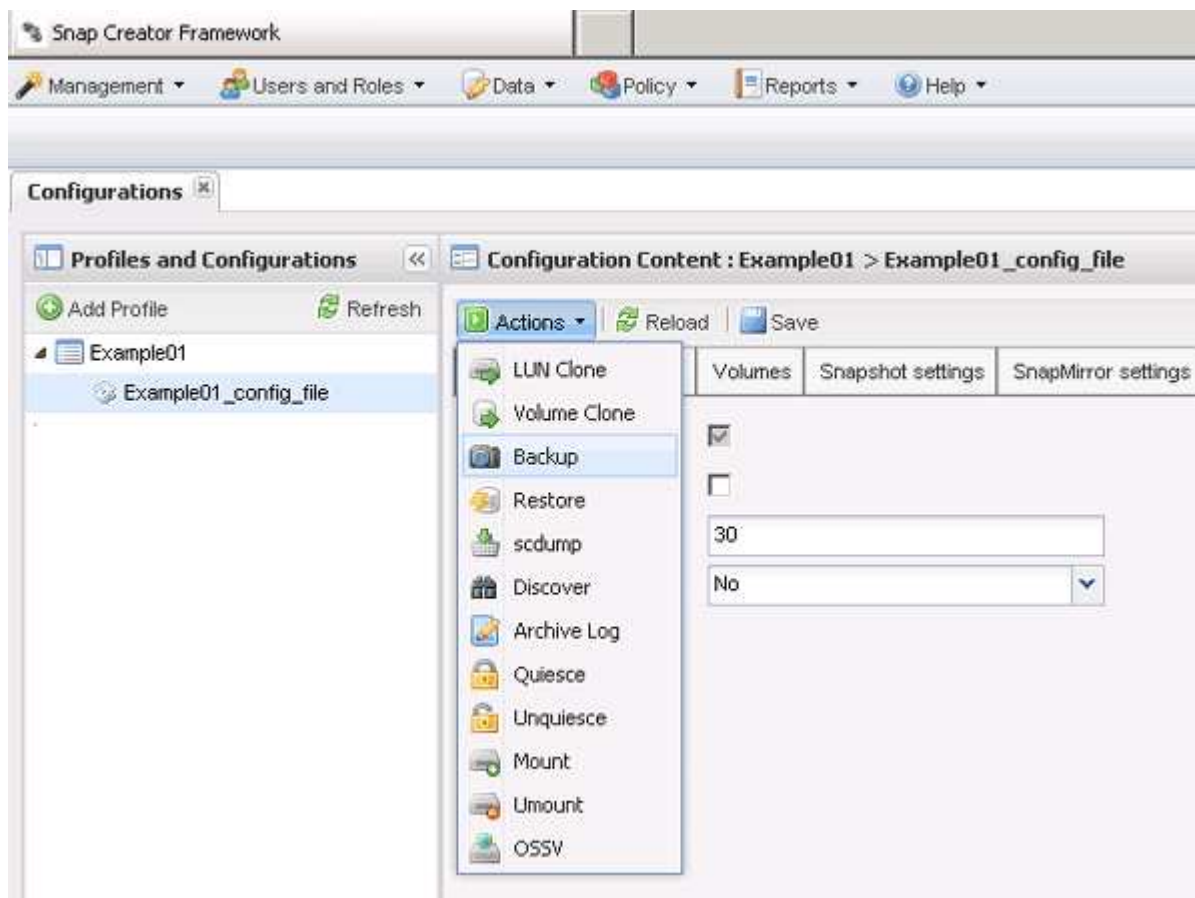 Snap Creator Framework
Management Users and Roles Data Policy Reports Help
Configurations
Profiles and Configurations
Add Profile Refresh
Example01
Example01_config_file
Configuration Content : Example01 > Example01_config_file
Actions Reload Save
Volumes Snapshot settings SnapMirror settings
LUN Clone
Volume Clone
Backup
Restore
scdump
Discover
Archive Log
Quiesce
Unquiesce
Mount
Umount
OSSV
30
No